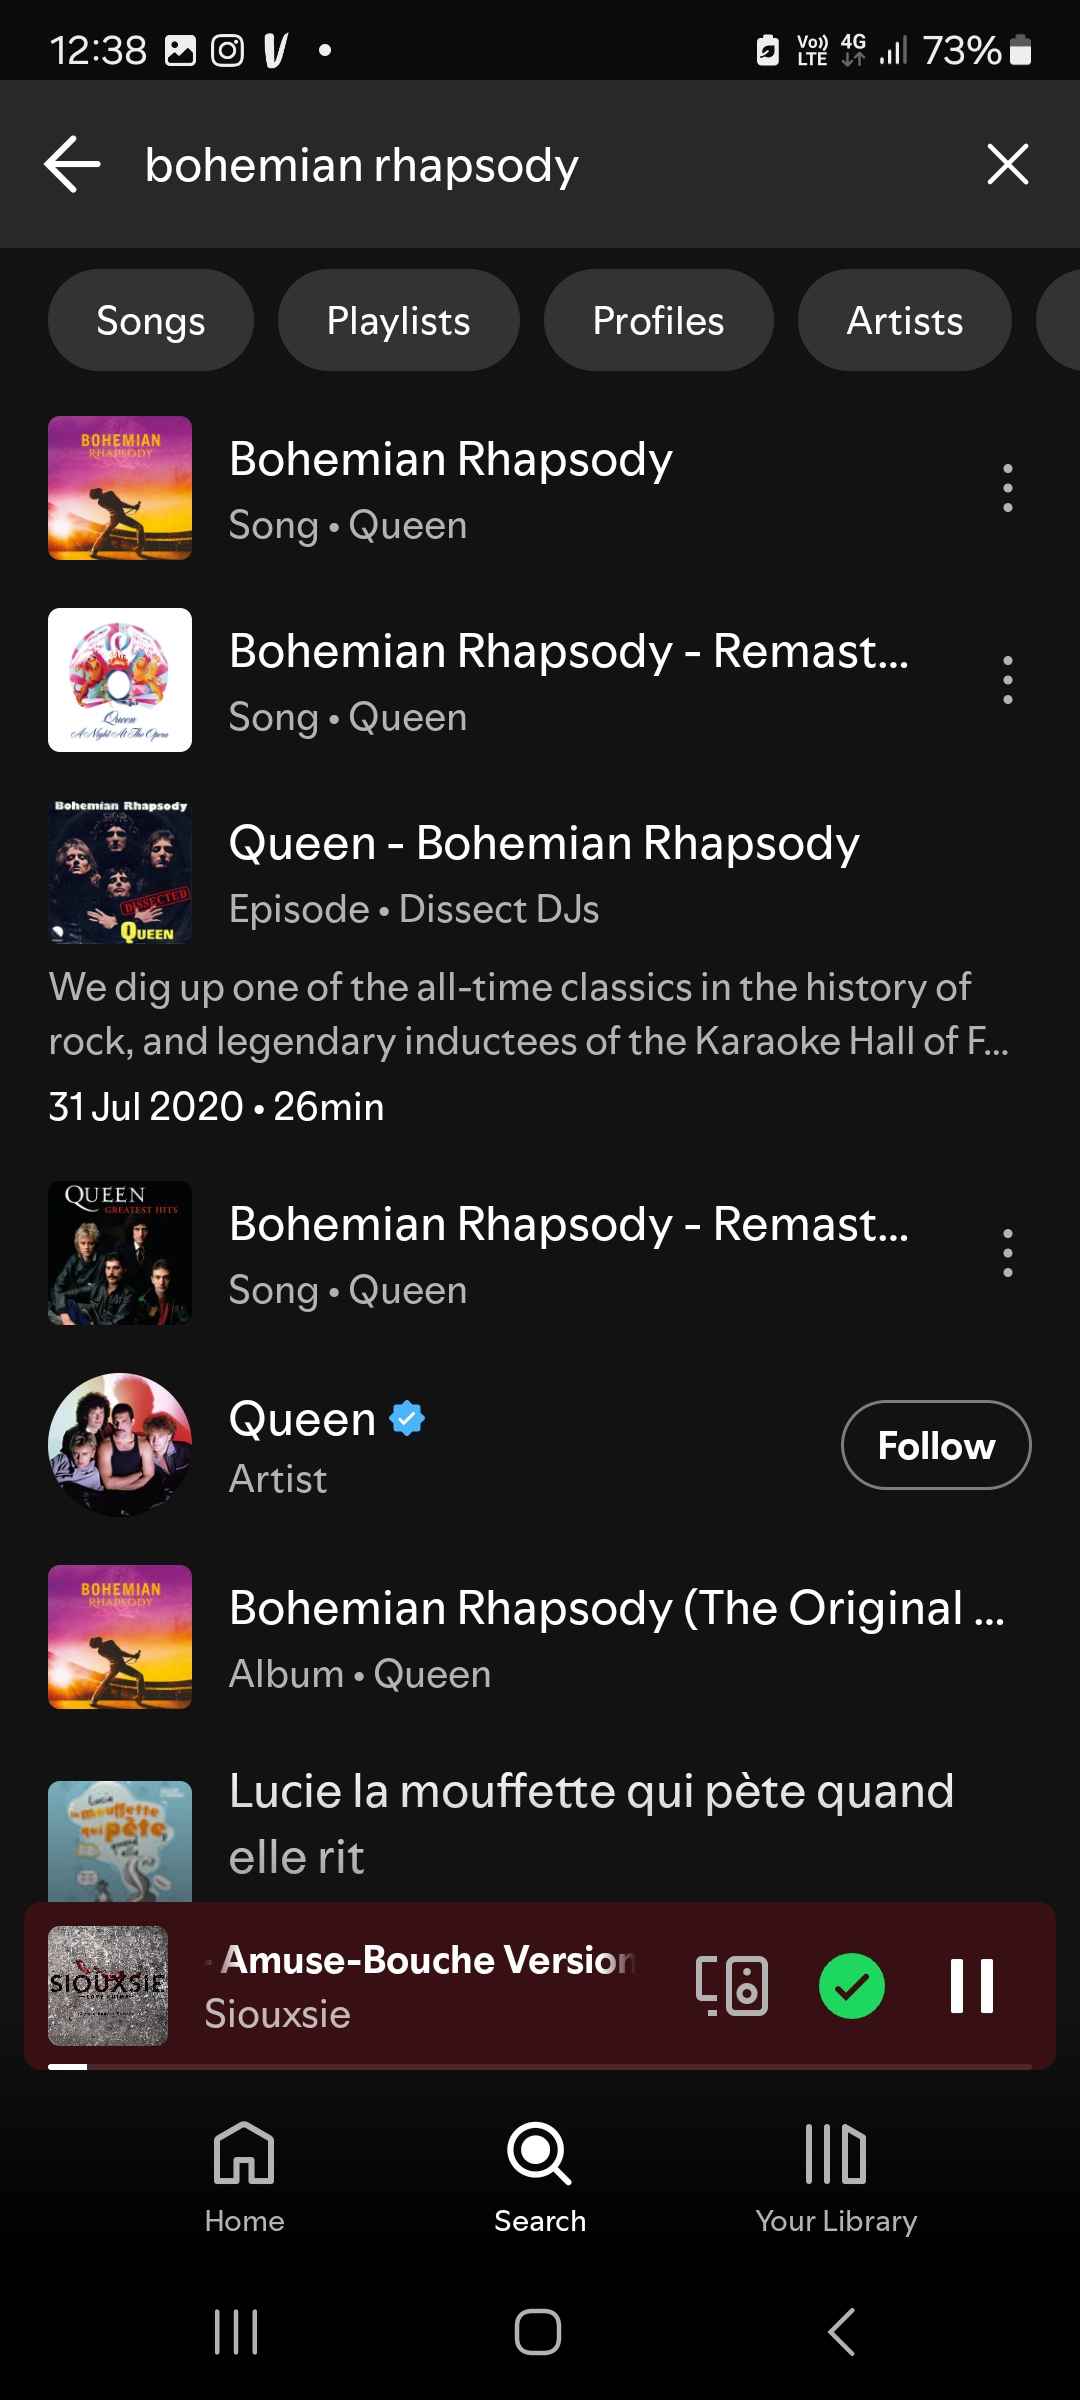 12:38
Vo)) LTE 4G 73%
bohemian rhapsody
Songs Playlists Profiles Artists
BOHEMIAN
RHAPSODY
Bohemian Rhapsody
Song • Queen
Queen
A Night At The Opera
Bohemian Rhapsody - Remast...
Song • Queen
Bohemian Rhapsody
DISSECTED
QUEEN
Queen - Bohemian Rhapsody
Episode • Dissect DJs
We dig up one of the all-time classics in the history of
rock, and legendary inductees of the Karaoke Hall of F...
31 Jul 2020 • 26min
QUEEN
GREATEST HITS
Bohemian Rhapsody - Remast...
Song • Queen
Queen
Artist
Follow
BOHEMIAN
RHAPSODY
Bohemian Rhapsody (The Original ...
Album • Queen
Lucie la
mouffette
qui pète
quand elle
Lucie la mouffette qui pète quand
elle rit
SIOUXSIE
- Amuse-Bouche Version
Siouxsie
Home Search Your Library